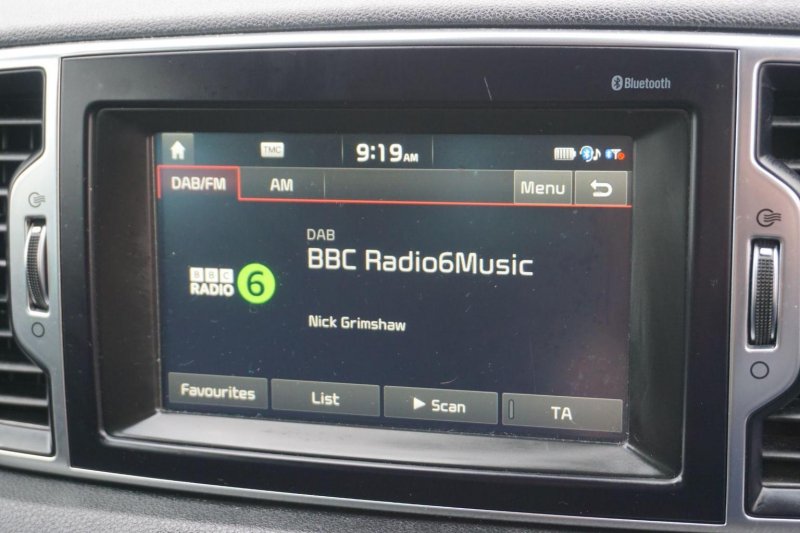 Bluetooth
TMC
9:19AM
DAB/FM
AM
Menu
DAB
BBC Radio6Music
BBC
RADIO 6
Nick Grimshaw
Favourites
List
Scan
TA